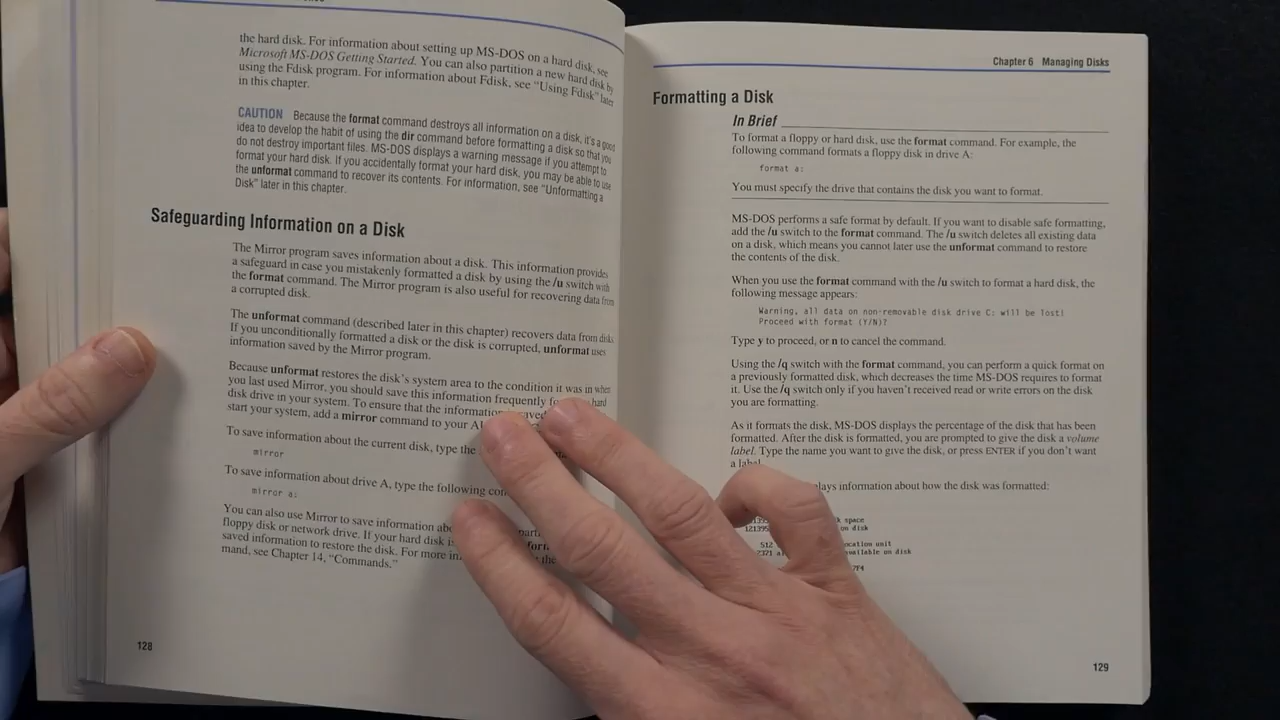 the hard disk. For information about setting up MS-DOS on a hard disk, see
Microsoft MS-DOS Getting Started. You can also partition a new hard disk by
using the Fdisk program. For information about Fdisk, see "Using Fdisk" later
in this chapter.
CAUTION Because the format command destroys all information on a disk, it's a good
idea to develop the habit of using the dir command before formatting a disk so that you
do not destroy important files. MS-DOS displays a warning message if you attempt to
format your hard disk. If you accidentally format your hard disk, you may be able to use
the unformat command to recover its contents. For information, see "Unformatting a
Disk" later in this chapter.
Safeguarding Information on a Disk
The Mirror program saves information about a disk. This information provides
a safeguard in case you mistakenly formatted a disk by using the /u switch with
the format command. The Mirror program is also useful for recovering data from
a corrupted disk.
The unformat command (described later in this chapter) recovers data from disks.
If you unconditionally formatted a disk or the disk is corrupted, unformat uses
information saved by the Mirror program.
Because unformat restores the disk's system area to the condition it was in when
you last used Mirror, you should save this information frequently hard
disk drive in your system. To ensure that the information saved
start your system, add a mirror command to your
To save information about the current disk, type the
mirror
To save information about drive A, type the following
mirror a:
You can also use Mirror to save information
floppy disk or network drive. If your hard disk is
saved information to restore the disk. For more the
mand, see Chapter 14, "Commands."
128
Chapter 6 Managing Disks
Formatting a Disk
In Brief
To format a floppy or hard disk, use the format command. For example, the
following command formats a floppy disk in drive A:
format a:
You must specify the drive that contains the disk you want to format.
MS-DOS performs a safe format by default. If you want to disable safe formatting,
add the /u switch to the format command. The /u switch deletes all existing data
on a disk, which means you cannot later use the unformat command to restore
the contents of the disk.
When you use the format command with the /u switch to format a hard disk, the
following message appears:
Warning, all data on non-removable disk drive C: will be lost!
Proceed with format (Y/N)?
Type y to proceed, or n to cancel the command.
Using the /q switch with the format command, you can perform a quick format on
a previously formatted disk, which decreases the time MS-DOS requires to format
it. Use the /q switch only if you haven't received read or write errors on the disk
you are formatting.
As it formats the disk, MS-DOS displays the percentage of the disk that has been
formatted. After the disk is formatted, you are prompted to give the disk a volume
label. Type the name you want to give the disk, or press ENTER if you don't want
a label.
information about how the disk was formatted:
space
on disk
512 unit
available on disk
7F4
129